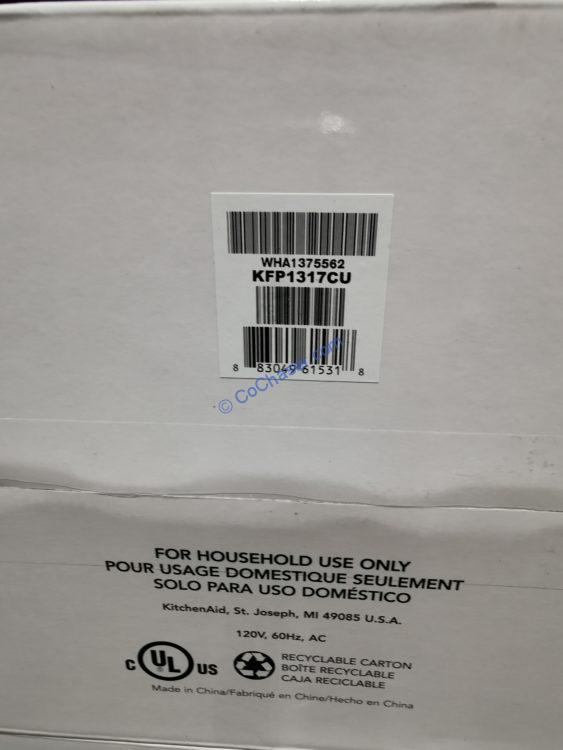 WHA1375562
KFP1317CU
8 83049 61531 8
© CoChaser.com
FOR HOUSEHOLD USE ONLY
POUR USAGE DOMESTIQUE SEULEMENT
SOLO PARA USO DOMÉSTICO
KitchenAid, St. Joseph, MI 49085 U.S.A.
120V, 60Hz, AC
C UL US
RECYCLABLE CARTON
BOÎTE RECYCLABLE
CAJA RECICLABLE
Made in China/Fabriqué en Chine/Hecho en China